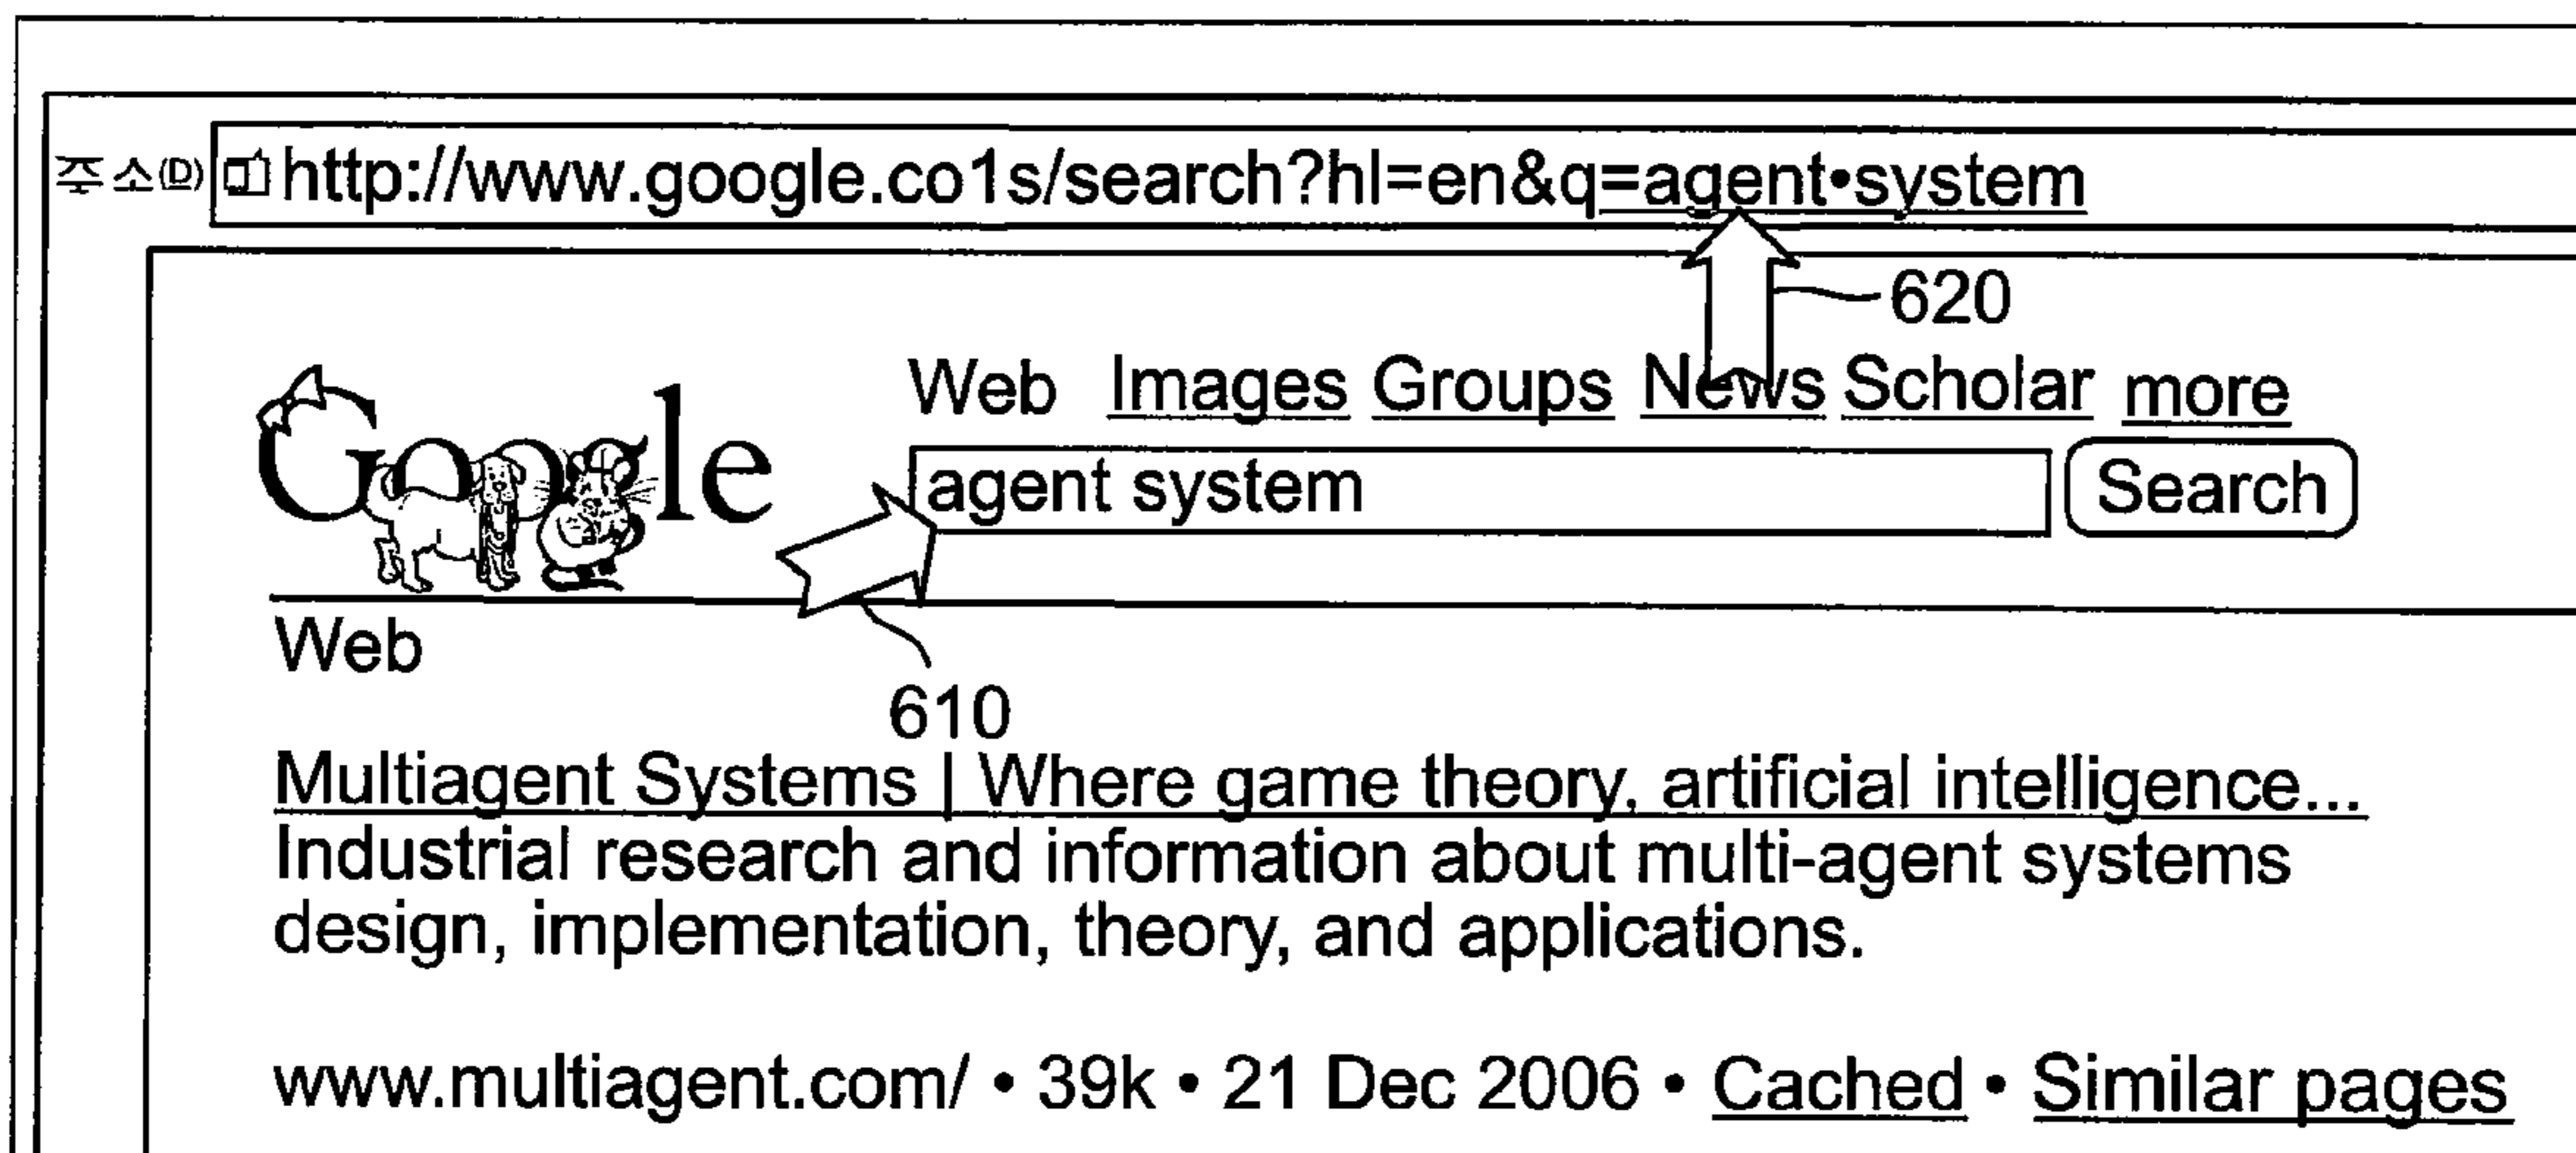 주소(D) http://www.google.co1s/search?hl=en&q=agent•system
620
Google
Web Images Groups News Scholar more
agent system Search
Web
610
Multiagent Systems | Where game theory, artificial intelligence...
Industrial research and information about multi-agent systems
design, implementation, theory, and applications.
www.multiagent.com/ • 39k • 21 Dec 2006 • Cached • Similar pages